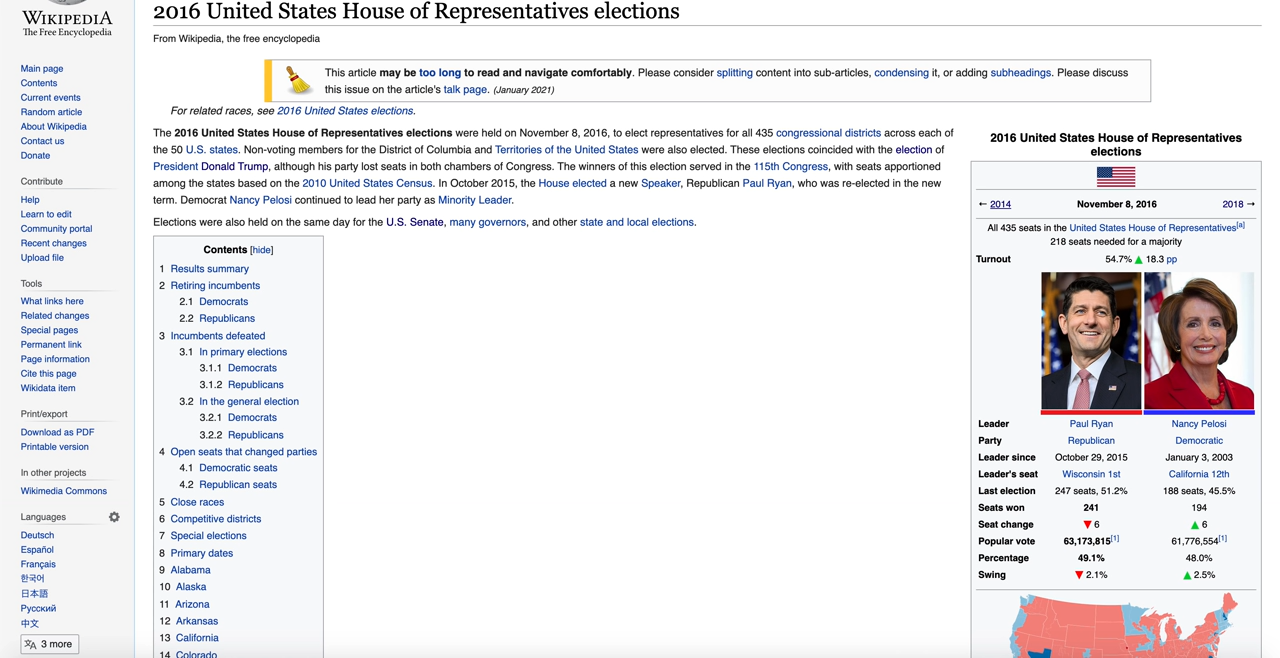 WIKIPEDIA
The Free Encyclopedia
Main page
Contents
Current events
Random article
About Wikipedia
Contact us
Donate
Contribute
Help
Learn to edit
Community portal
Recent changes
Upload file
Tools
What links here
Related changes
Special pages
Permanent link
Page information
Cite this page
Wikidata item
Print/export
Download as PDF
Printable version
In other projects
Wikimedia Commons
Languages
Deutsch
Español
Français
한국어
日本語
Русский
中文
3 more
2016 United States House of Representatives elections
From Wikipedia, the free encyclopedia
This article may be too long to read and navigate comfortably. Please consider splitting content into sub-articles, condensing it, or adding subheadings. Please discuss
this issue on the article's talk page. (January 2021)
For related races, see 2016 United States elections.
The 2016 United States House of Representatives elections were held on November 8, 2016, to elect representatives for all 435 congressional districts across each of
the 50 U.S. states. Non-voting members for the District of Columbia and Territories of the United States were also elected. These elections coincided with the election of
President Donald Trump, although his party lost seats in both chambers of Congress. The winners of this election served in the 115th Congress, with seats apportioned
among the states based on the 2010 United States Census. In October 2015, the House elected a new Speaker, Republican Paul Ryan, who was re-elected in the new
term. Democrat Nancy Pelosi continued to lead her party as Minority Leader.
Elections were also held on the same day for the U.S. Senate, many governors, and other state and local elections.
Contents [hide]
1 Results summary
2 Retiring incumbents
2.1 Democrats
2.2 Republicans
3 Incumbents defeated
3.1 In primary elections
3.1.1 Democrats
3.1.2 Republicans
3.2 In the general election
3.2.1 Democrats
3.2.2 Republicans
4 Open seats that changed parties
4.1 Democratic seats
4.2 Republican seats
5 Close races
6 Competitive districts
7 Special elections
8 Primary dates
9 Alabama
10 Alaska
11 Arizona
12 Arkansas
13 California
14 Colorado
2016 United States House of Representatives
elections
← 2014 November 8, 2016 2018 →
All 435 seats in the United States House of Representatives[a]
218 seats needed for a majority
Turnout 54.7% ▲ 18.3 pp
Leader Paul Ryan Nancy Pelosi
Party Republican Democratic
Leader since October 29, 2015 January 3, 2003
Leader's seat Wisconsin 1st California 12th
Last election 247 seats, 51.2% 188 seats, 45.5%
Seats won 241 194
Seat change ▼ 6 ▲ 6
Popular vote 63,173,815[1] 61,776,554[1]
Percentage 49.1% 48.0%
Swing ▼ 2.1% ▲ 2.5%